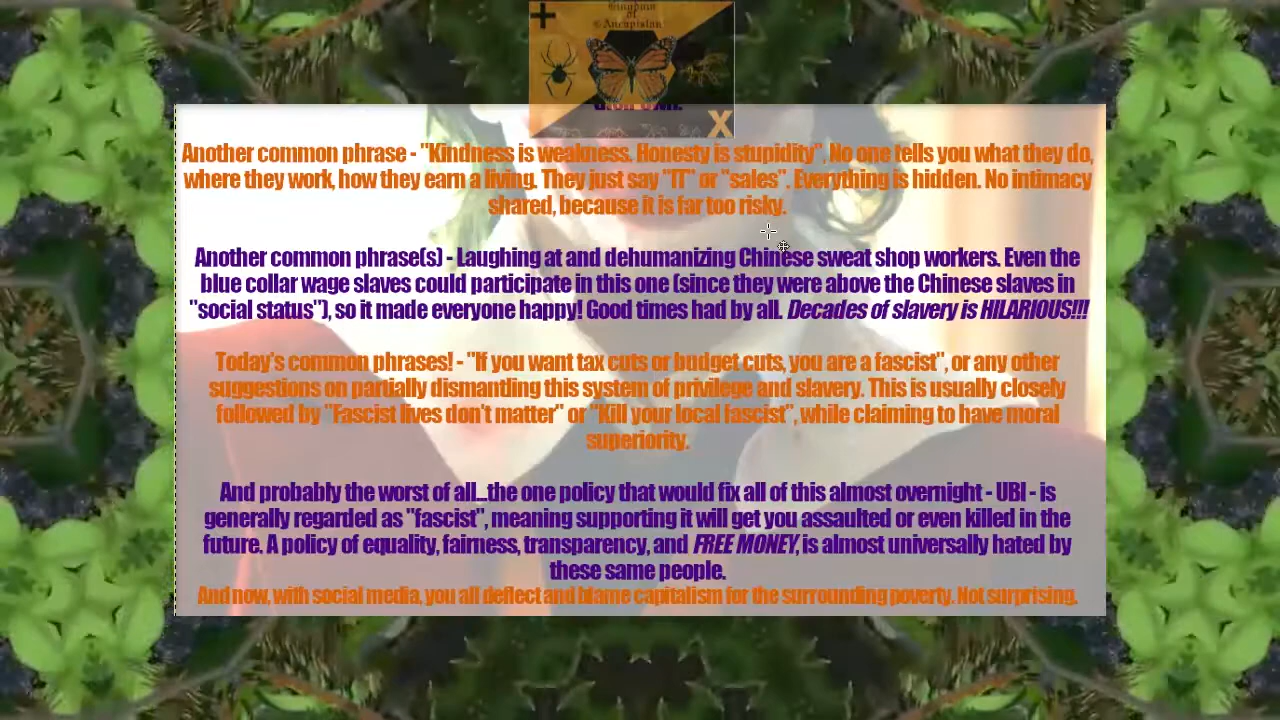 Kingdom
of
©Ancapistan
X
Another common phrase - "Kindness is weakness. Honesty is stupidity". No one tells you what they do,
where they work, how they earn a living. They just say "IT" or "sales". Everything is hidden. No intimacy
shared, because it is far too risky.
Another common phrase(s) - Laughing at and dehumanizing Chinese sweat shop workers. Even the
blue collar wage slaves could participate in this one (since they were above the Chinese slaves in
"social status"), so it made everyone happy! Good times had by all. Decades of slavery is HILARIOUS!!!
Today's common phrases! - "If you want tax cuts or budget cuts, you are a fascist", or any other
suggestions on partially dismantling this system of privilege and slavery. This is usually closely
followed by "Fascist lives don't matter" or "Kill your local fascist", while claiming to have moral
superiority.
And probably the worst of all...the one policy that would fix all of this almost overnight - UBI - is
generally regarded as "fascist", meaning supporting it will get you assaulted or even killed in the
future. A policy of equality, fairness, transparency, and FREE MONEY, is almost universally hated by
these same people.
And now, with social media, you all deflect and blame capitalism for the surrounding poverty. Not surprising.